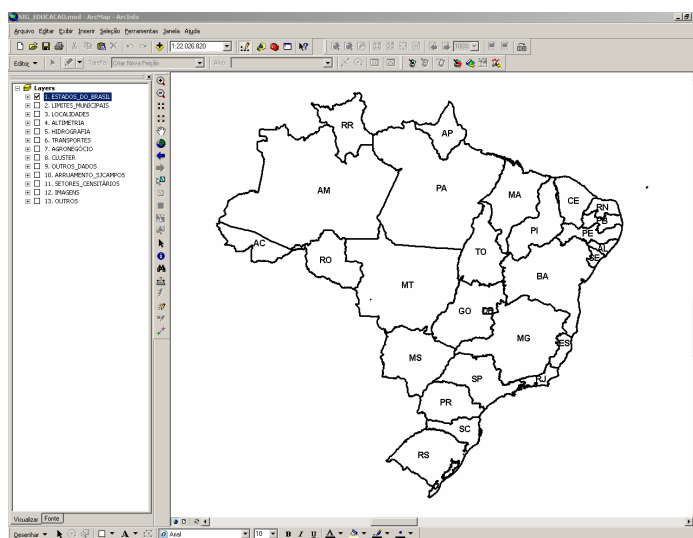 SIG_EDUCACAO.mxd - ArcMap - ArcInfo
Arquivo Editar Exibir Inserir Seleção Ferramentas Janela Ajuda
1:22.026.820
100%
Editor Tarefa: Criar Nova Feição Alvo:
Layers
1. ESTADOS_DO_BRASIL
2. LIMITES_MUNICIPAIS
3. LOCALIDADES
4. ALTIMETRIA
5. HIDROGRAFIA
6. TRANSPORTES
7. AGRONEGÓCIO
8. CLUSTER
9. OUTROS_DADOS
10. ARRUAMENTO_SJCAMPOS
11. SETORES_CENSITÁRIOS
12. IMAGENS
13. OUTROS
RR
AP
AM
PA
MA
CE
RN
PB
PI
PE
AL
SE
AC
RO
TO
BA
MT
GO
DF
MG
ES
MS
SP
RJ
PR
SC
RS
Visualizar Fonte
Desenhar A Arial 10 B I U A